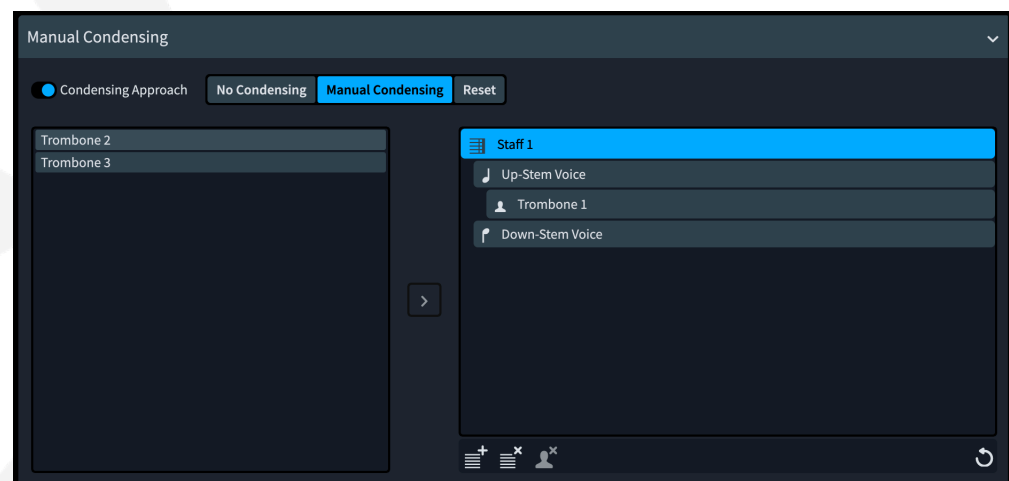 Manual Condensing
Condensing Approach No Condensing Manual Condensing Reset
Trombone 2
Trombone 3
Staff 1
Up-Stem Voice
Trombone 1
Down-Stem Voice